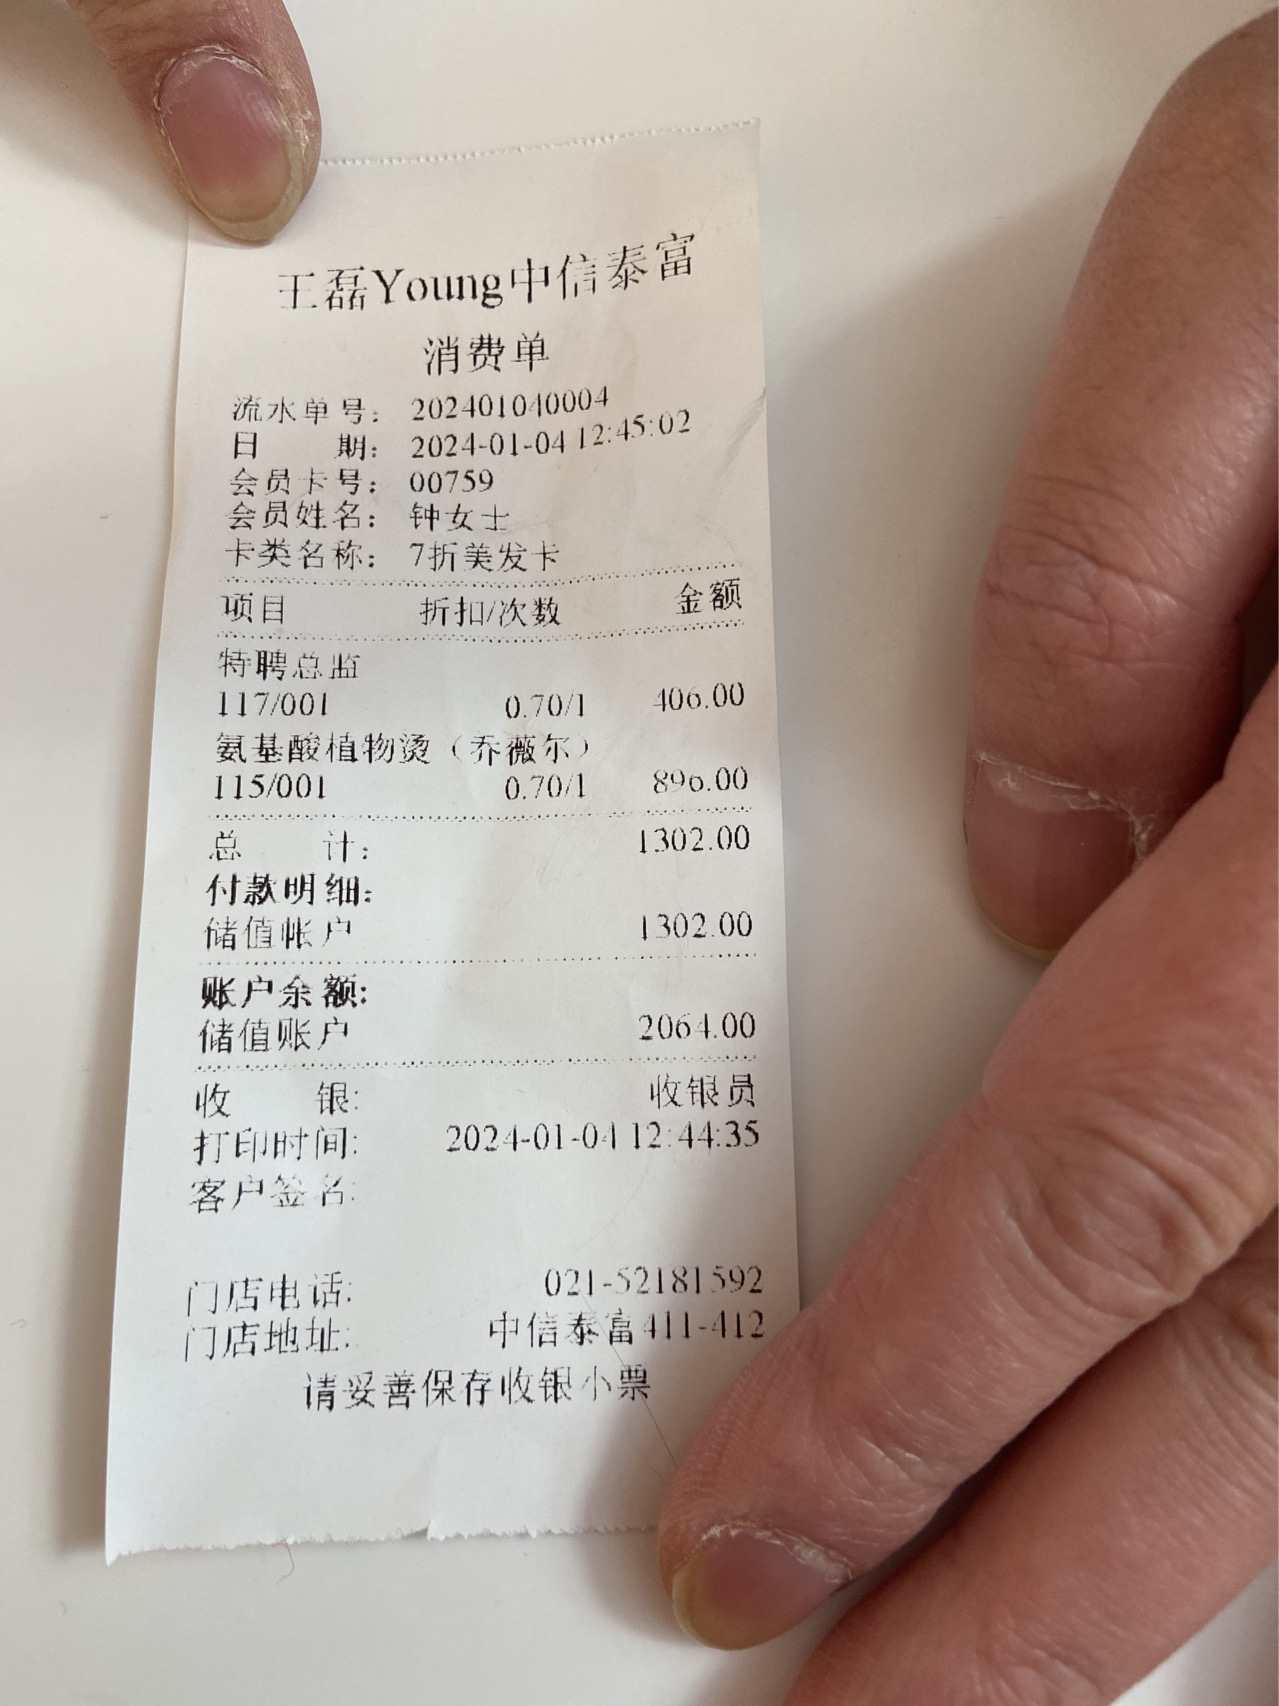 王磊Young中信泰富
消费单
流水单号： 202401040004
日 期： 2024-01-04 12:45:02
会员卡号： 00759
会员姓名： 钟女士
卡类名称： 7折美发卡
项目 折扣/次数 金额
特聘总监
117/001 0.70/1 406.00
氨基酸植物烫（乔薇尔）
115/001 0.70/1 896.00
总 计： 1302.00
付款明细：
储值帐户 1302.00
账户余额：
储值账户 2064.00
收 银: 收银员
打印时间: 2024-01-04 12:44:35
客户签名:
门店电话: 021-52181592
门店地址: 中信泰富411-412
请妥善保存收银小票